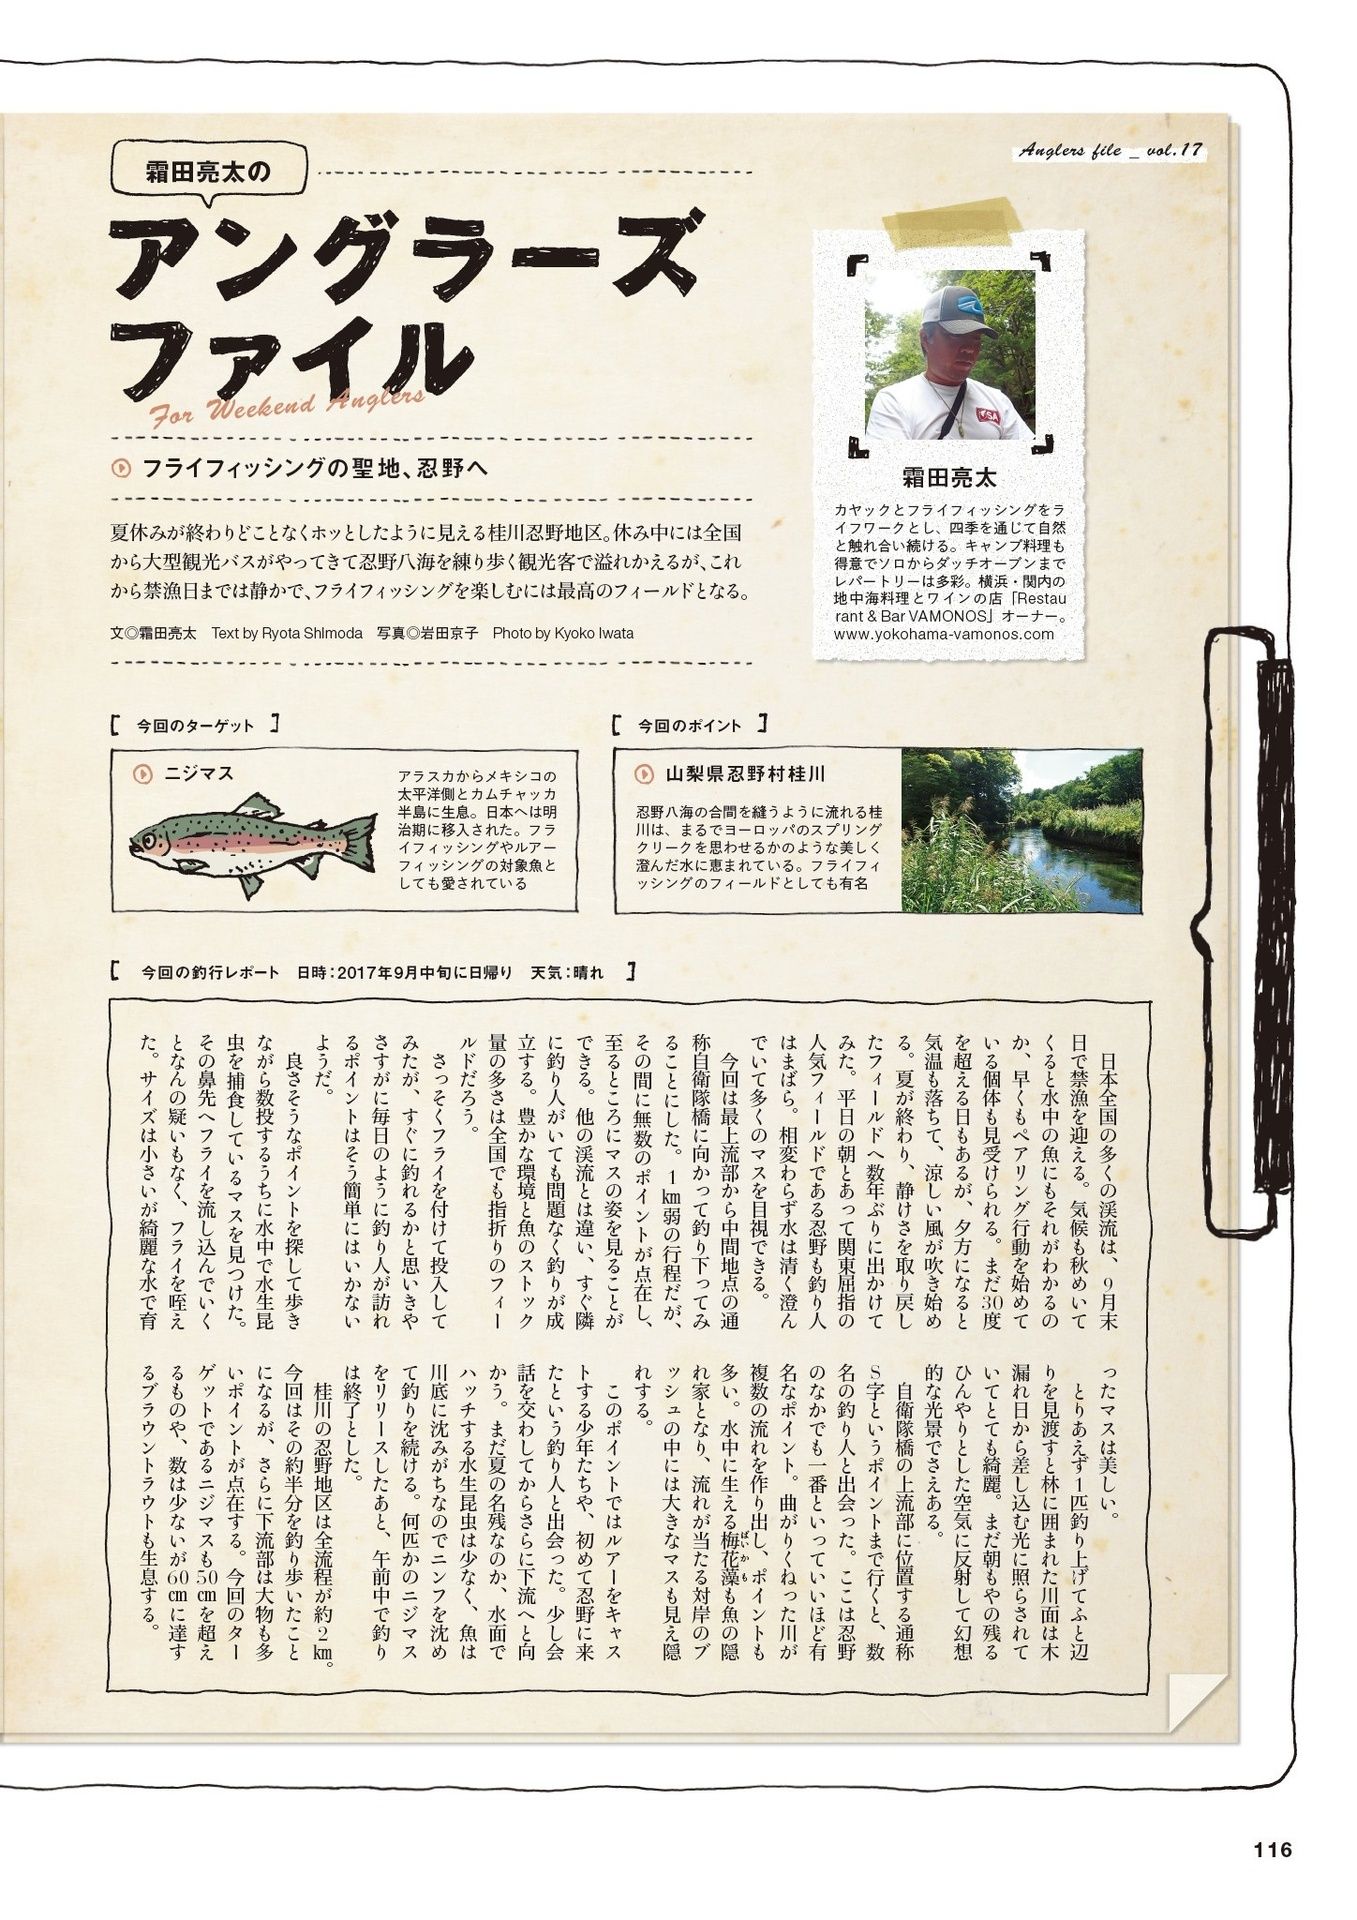 Anglers file _ vol.17
霜田亮太の
アングラーズ
ファイル
For Weekend Anglers
フライフィッシングの聖地、忍野へ
夏休みが終わりどことなくホッとしたように見える桂川忍野地区。休み中には全国
から大型観光バスがやってきて忍野八海を練り歩く観光客で溢れかえるが、これ
から禁漁日までは静かで、フライフィッシングを楽しむには最高のフィールドとなる。
文◎霜田亮太 Text by Ryota ShImoda 写真◎岩田京子 Photo by Kyoko Iwata
霜田亮太
カヤックとフライフィッシングをラ
イフワークとし、四季を通じて自然
と触れ合い続ける。キャンプ料理も
得意でソロからダッチオーブンまで
レパートリーは多彩。横浜・関内の
地中海料理とワインの店「Restau
rant & Bar VAMONOS」オーナー。
www.yokohama-vamonos.com
[ 今回のターゲット ]
ニジマス
アラスカからメキシコの
太平洋側とカムチャッカ
半島に生息。日本へは明
治期に移入された。フラ
イフィッシングやルアー
フィッシングの対象魚と
しても愛されている
[ 今回のポイント ]
山梨県忍野村桂川
忍野八海の合間を縫うように流れる桂
川は、まるでヨーロッパのスプリング
クリークを思わせるかのような美しく
澄んだ水に恵まれている。フライフィ
ッシングのフィールドとしても有名
[ 今回の釣行レポート 日時：2017年9月中旬に日帰り 天気：晴れ ]
日本全国の多くの渓流は、9月末
日で禁漁を迎える。気候も秋めいて
くると水中の魚にもそれがわかるの
か、早くもペアリング行動を始めて
いる個体も見受けられる。まだ30度
を超える日もあるが、夕方になると
気温も落ちて、涼しい風が吹き始め
る。夏が終わり、静けさを取り戻し
たフィールドへ数年ぶりに出かけて
みた。平日の朝とあって関東屈指の
人気フィールドである忍野も釣り人
はまばら。相変わらず水は清く澄ん
でいて多くのマスを目視できる。
今回は最上流部から中間地点の通
称自衛隊橋に向かって釣り下ってみ
ることにした。1km弱の行程だが、
その間に無数のポイントが点在し、
至るところにマスの姿を見ることが
できる。他の渓流とは違い、すぐ隣
に釣り人がいても問題なく釣りが成
立する。豊かな環境と魚のストック
量の多さは全国でも指折りのフィー
ルドだろう。
さっそくフライを付けて投入して
みたが、すぐに釣れるかと思いきや
さすがに毎日のように釣り人が訪れ
るポイントはそう簡単にはいかない
ようだ。
良さそうなポイントを探して歩き
ながら数投するうちに水中で水生昆
虫を捕食しているマスを見つけた。
その鼻先へフライを流し込んでいく
となんの疑いもなく、フライを咥え
た。サイズは小さいが綺麗な水で育
ったマスは美しい。
とりあえず1匹釣り上げてふと辺
りを見渡すと林に囲まれた川面は木
漏れ日から差し込む光に照らされて
いてとても綺麗。まだ朝もやの残る
ひんやりとした空気に反射して幻想
的な光景でさえある。
自衛隊橋の上流部に位置する通称
S字というポイントまで行くと、数
名の釣り人と出会った。ここは忍野
のなかでも一番といっていいほど有
名なポイント。曲がりくねった川が
複数の流れを作り出し、ポイントも
多い。水中に生える梅花藻も魚の隠
ばいかも
れ家となり、流れが当たる対岸のブ
ッシュの中には大きなマスも見え隠
れする。
このポイントではルアーをキャス
トする少年たちや、初めて忍野に来
たという釣り人と出会った。少し会
話を交わしてからさらに下流へと向
かう。まだ夏の名残なのか、水面で
ハッチする水生昆虫は少なく、魚は
川底に沈みがちなのでニンフを沈め
て釣りを続ける。何匹かのニジマス
をリリースしたあと、午前中で釣り
は終了とした。
桂川の忍野地区は全流程が約2km。
今回はその約半分を釣り歩いたこと
になるが、さらに下流部は大物も多
いポイントが点在する。今回のター
ゲットであるニジマスも50cmを超え
るものや、数は少ないが60cmに達す
るブラウントラウトも生息する。
116